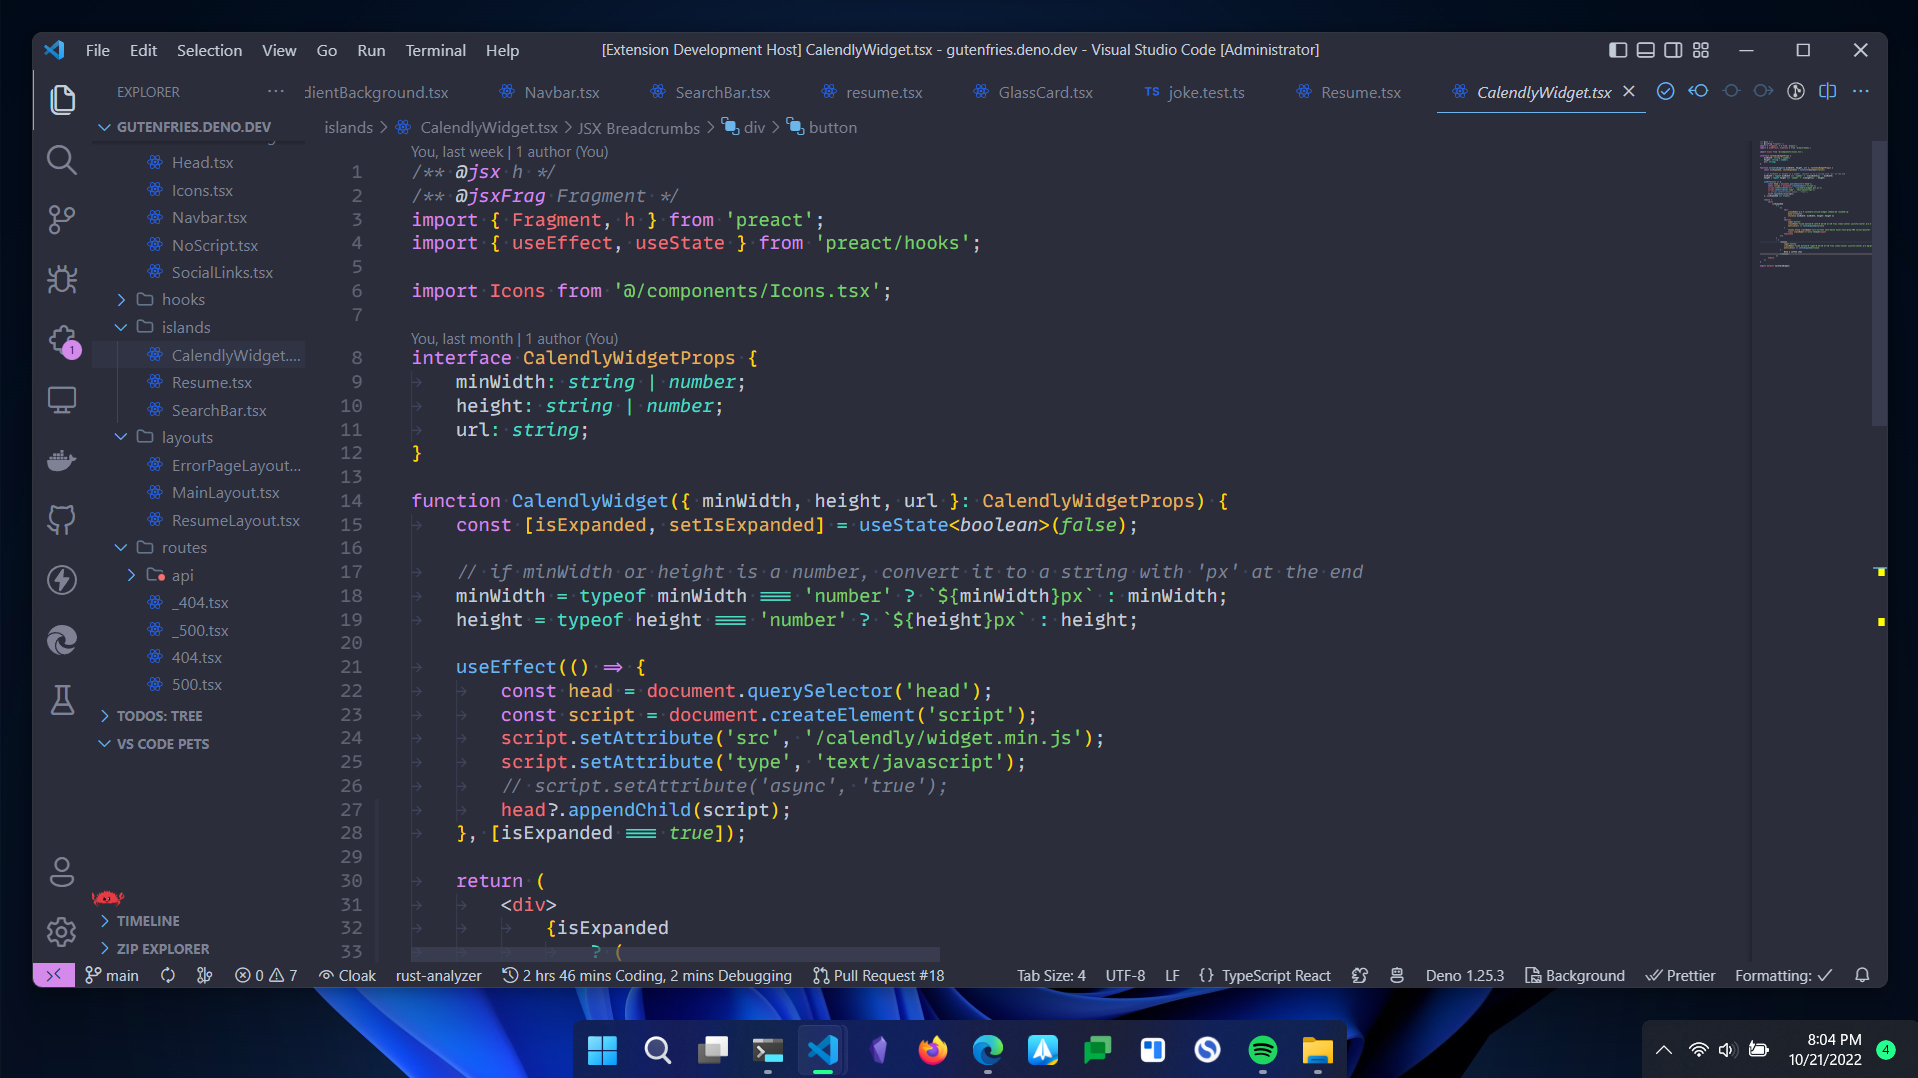 File Edit Selection View Go Run Terminal Help
[Extension Development Host] CalendlyWidget.tsx - gutenfries.deno.dev - Visual Studio Code [Administrator]
EXPLORER
dientBackground.tsx
Navbar.tsx
SearchBar.tsx
resume.tsx
GlassCard.tsx
TS joke.test.ts
Resume.tsx
CalendlyWidget.tsx
GUTENFRIES.DENO.DEV
Head.tsx
Icons.tsx
Navbar.tsx
NoScript.tsx
SocialLinks.tsx
hooks
islands
CalendlyWidget....
Resume.tsx
SearchBar.tsx
layouts
ErrorPageLayout...
MainLayout.tsx
ResumeLayout.tsx
routes
api
_404.tsx
_500.tsx
404.tsx
500.tsx
TODOS: TREE
VS CODE PETS
TIMELINE
ZIP EXPLORER
1
islands > CalendlyWidget.tsx > JSX Breadcrumbs > div > button
You, last week | 1 author (You)
1 /** @jsx h */
2 /** @jsxFrag Fragment */
3 import { Fragment, h } from 'preact';
4 import { useEffect, useState } from 'preact/hooks';
5
6 import Icons from '@/components/Icons.tsx';
7
You, last month | 1 author (You)
8 interface CalendlyWidgetProps {
9 minWidth: string | number;
10 height: string | number;
11 url: string;
12 }
13
14 function CalendlyWidget({ minWidth, height, url }: CalendlyWidgetProps) {
15 const [isExpanded, setIsExpanded] = useState<boolean>(false);
16
17 // if minWidth or height is a number, convert it to a string with 'px' at the end
18 minWidth = typeof minWidth === 'number' ? `${minWidth}px` : minWidth;
19 height = typeof height === 'number' ? `${height}px` : height;
20
21 useEffect(() => {
22 const head = document.querySelector('head');
23 const script = document.createElement('script');
24 script.setAttribute('src', '/calendly/widget.min.js');
25 script.setAttribute('type', 'text/javascript');
26 // script.setAttribute('async', 'true');
27 head?.appendChild(script);
28 }, [isExpanded === true]);
29
30 return (
31 <div>
32 {isExpanded
33 ? (
main
0 7
Cloak
rust-analyzer
2 hrs 46 mins Coding, 2 mins Debugging
Pull Request #18
Tab Size: 4
UTF-8
LF
{} TypeScript React
Deno 1.25.3
Background
Prettier
Formatting:
8:04 PM
10/21/2022
4